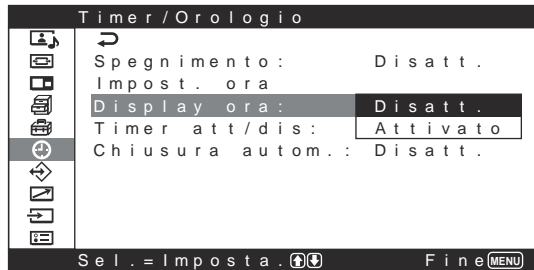 Timer/Orologio
Spegnimento: Disatt.
Impost. ora
Display ora: Disatt.
Timer att/dis: Attivato
Chiusura autom.: Disatt.
Sel.=Imposta. Fine MENU